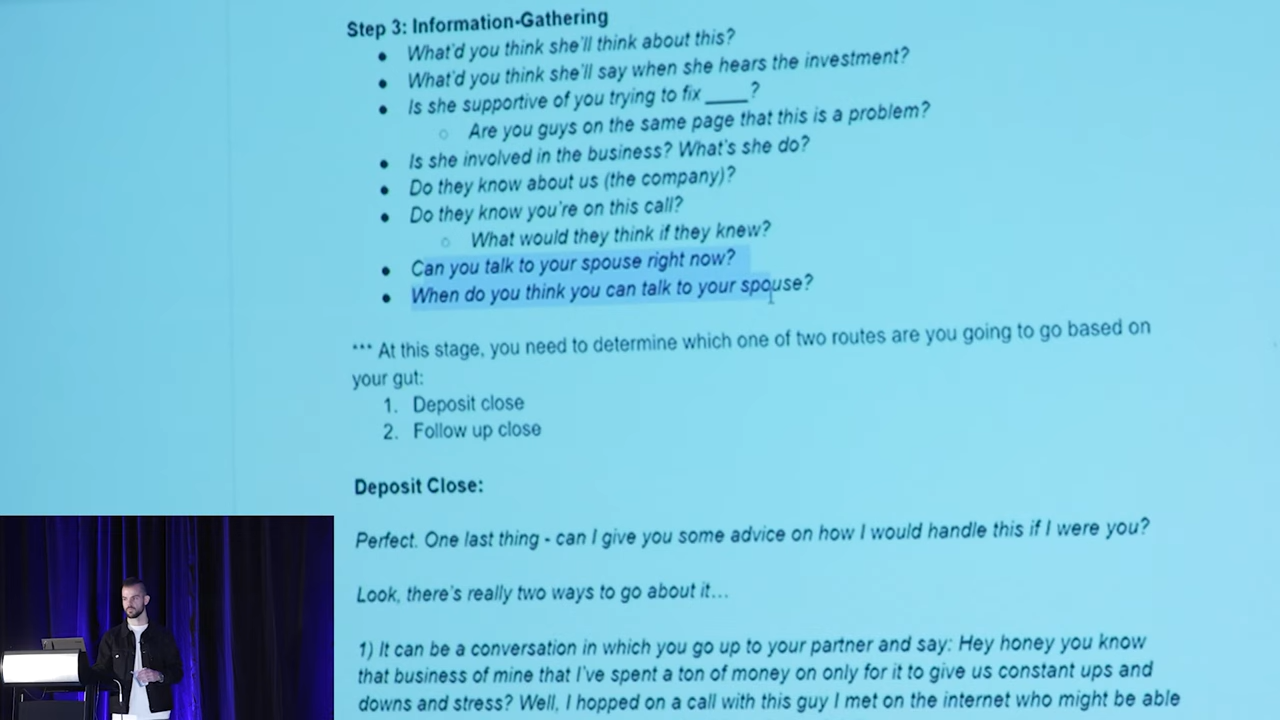 Step 3: Information-Gathering
● What'd you think she'll think about this?
● What'd you think she'll say when she hears the investment?
● Is she supportive of you trying to fix ____?
○ Are you guys on the same page that this is a problem?
● Is she involved in the business? What's she do?
● Do they know about us (the company)?
● Do they know you're on this call?
○ What would they think if they knew?
● Can you talk to your spouse right now?
● When do you think you can talk to your spouse?
*** At this stage, you need to determine which one of two routes are you going to go based on
your gut:
1. Deposit close
2. Follow up close
Deposit Close:
Perfect. One last thing - can I give you some advice on how I would handle this if I were you?
Look, there's really two ways to go about it...
1) It can be a conversation in which you go up to your partner and say: Hey honey you know
that business of mine that I've spent a ton of money on only for it to give us constant ups and
downs and stress? Well, I hopped on a call with this guy I met on the internet who might be able